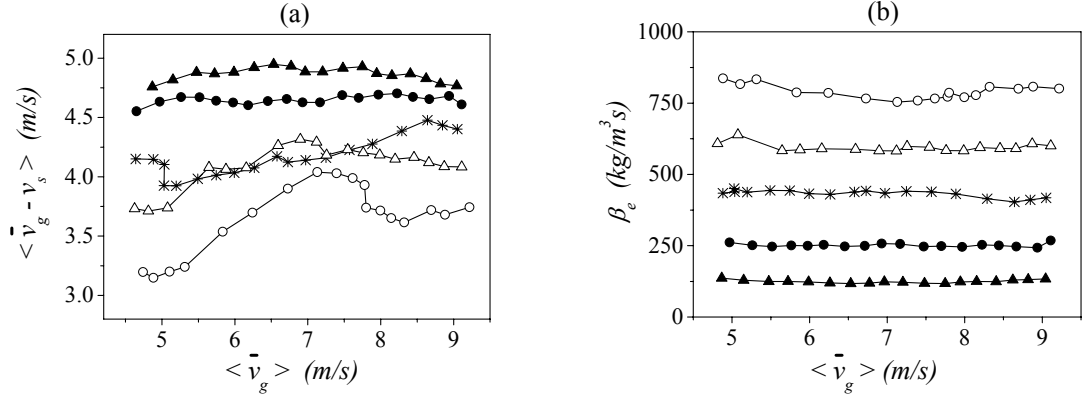 (a)
5.0
4.5
4.0
3.5
3.0
5 6 7 8 9
< v̄g - vs > (m/s)
< v̄g > (m/s)
(b)
1000
750
500
250
0
5 6 7 8 9
βe (kg/m³s)
< v̄g > (m/s)